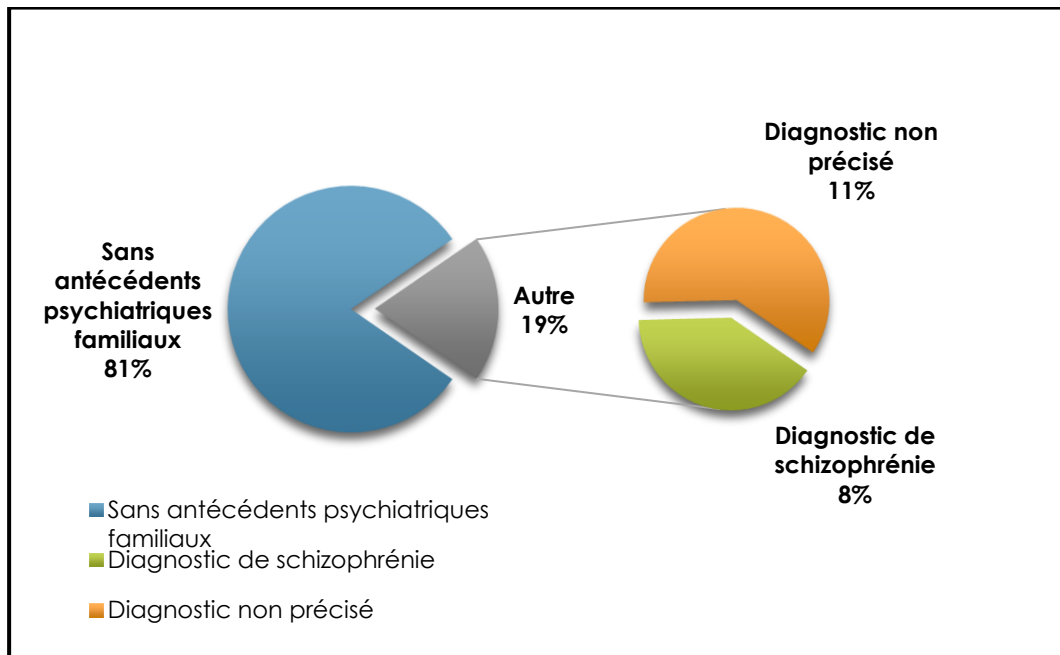 Sans
antécédents
psychiatriques
familiaux
81%
Autre
19%
Diagnostic non
précisé
11%
Diagnostic de
schizophrénie
8%
Sans antécédents psychiatriques
familiaux
Diagnostic de schizophrénie
Diagnostic non précisé